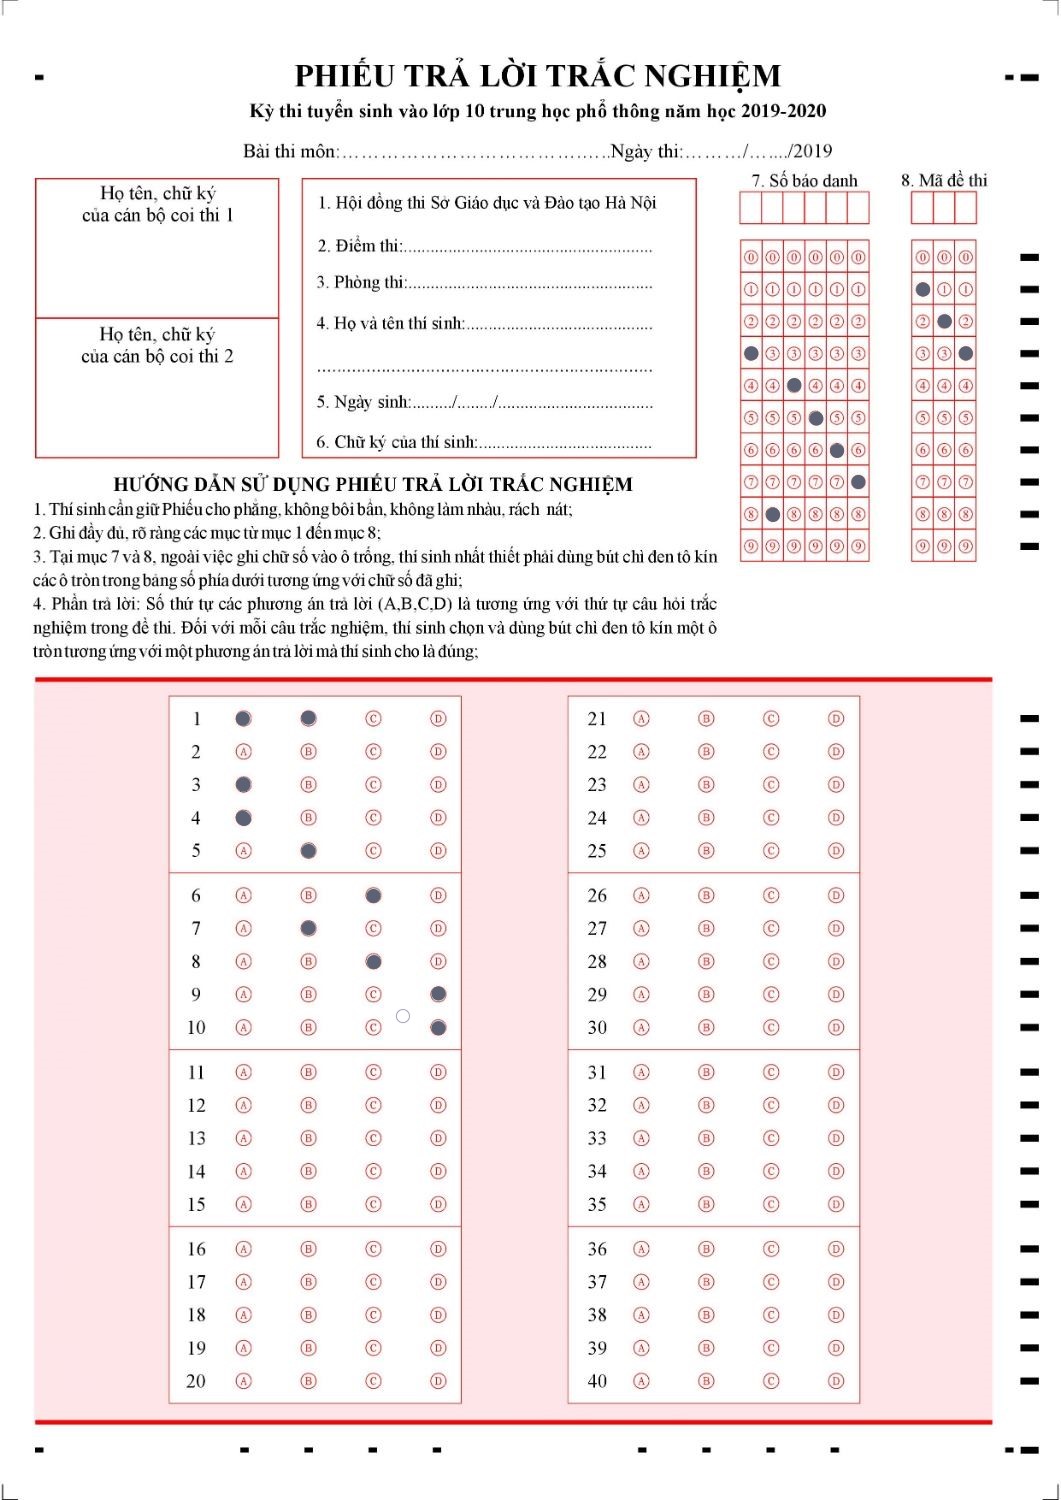 PHIẾU TRẢ LỜI TRẮC NGHIỆM
Kỳ thi tuyển sinh vào lớp 10 trung học phổ thông năm học 2019-2020
Bài thi môn:……………………………………..Ngày thi:………/…..../2019
Họ tên, chữ ký
của cán bộ coi thi 1
Họ tên, chữ ký
của cán bộ coi thi 2
1. Hội đồng thi Sở Giáo dục và Đào tạo Hà Nội
2. Điểm thi:....................................................
3. Phòng thi:...................................................
4. Họ và tên thí sinh:......................................
......................................................................
5. Ngày sinh:........./......../................................
6. Chữ ký của thí sinh:...................................
7. Số báo danh
0 0 0 0 0 0
1 1 1 1 1 1
2 2 2 2 2 2
3 3 3 3 3
4 4 4 4 4
5 5 5 5 5
6 6 6 6 6
7 7 7 7 7
8 8 8 8 8
9 9 9 9 9 9
8. Mã đề thi
0 0 0
1 1
2 2
3 3
4 4 4
5 5 5
6 6 6
7 7 7
8 8 8
9 9 9
HƯỚNG DẪN SỬ DỤNG PHIẾU TRẢ LỜI TRẮC NGHIỆM
1. Thí sinh cần giữ Phiếu cho phẳng, không bôi bẩn, không làm nhàu, rách nát;
2. Ghi đầy đủ, rõ ràng các mục từ mục 1 đến mục 8;
3. Tại mục 7 và 8, ngoài việc ghi chữ số vào ô trống, thí sinh nhất thiết phải dùng bút chì đen tô kín
các ô tròn trong bảng số phía dưới tương ứng với chữ số đã ghi;
4. Phần trả lời: Số thứ tự các phương án trả lời (A,B,C,D) là tương ứng với thứ tự câu hỏi trắc
nghiệm trong đề thi. Đối với mỗi câu trắc nghiệm, thí sinh chọn và dùng bút chì đen tô kín một ô
tròn tương ứng với một phương án trả lời mà thí sinh cho là đúng;
1 C D
2 A B C D
3 B C D
4 B C D
5 A C D
6 A B D
7 A C D
8 A B D
9 A B C
10 A B C
11 A B C D
12 A B C D
13 A B C D
14 A B C D
15 A B C D
16 A B C D
17 A B C D
18 A B C D
19 A B C D
20 A B C D
21 A B C D
22 A B C D
23 A B C D
24 A B C D
25 A B C D
26 A B C D
27 A B C D
28 A B C D
29 A B C D
30 A B C D
31 A B C D
32 A B C D
33 A B C D
34 A B C D
35 A B C D
36 A B C D
37 A B C D
38 A B C D
39 A B C D
40 A B C D